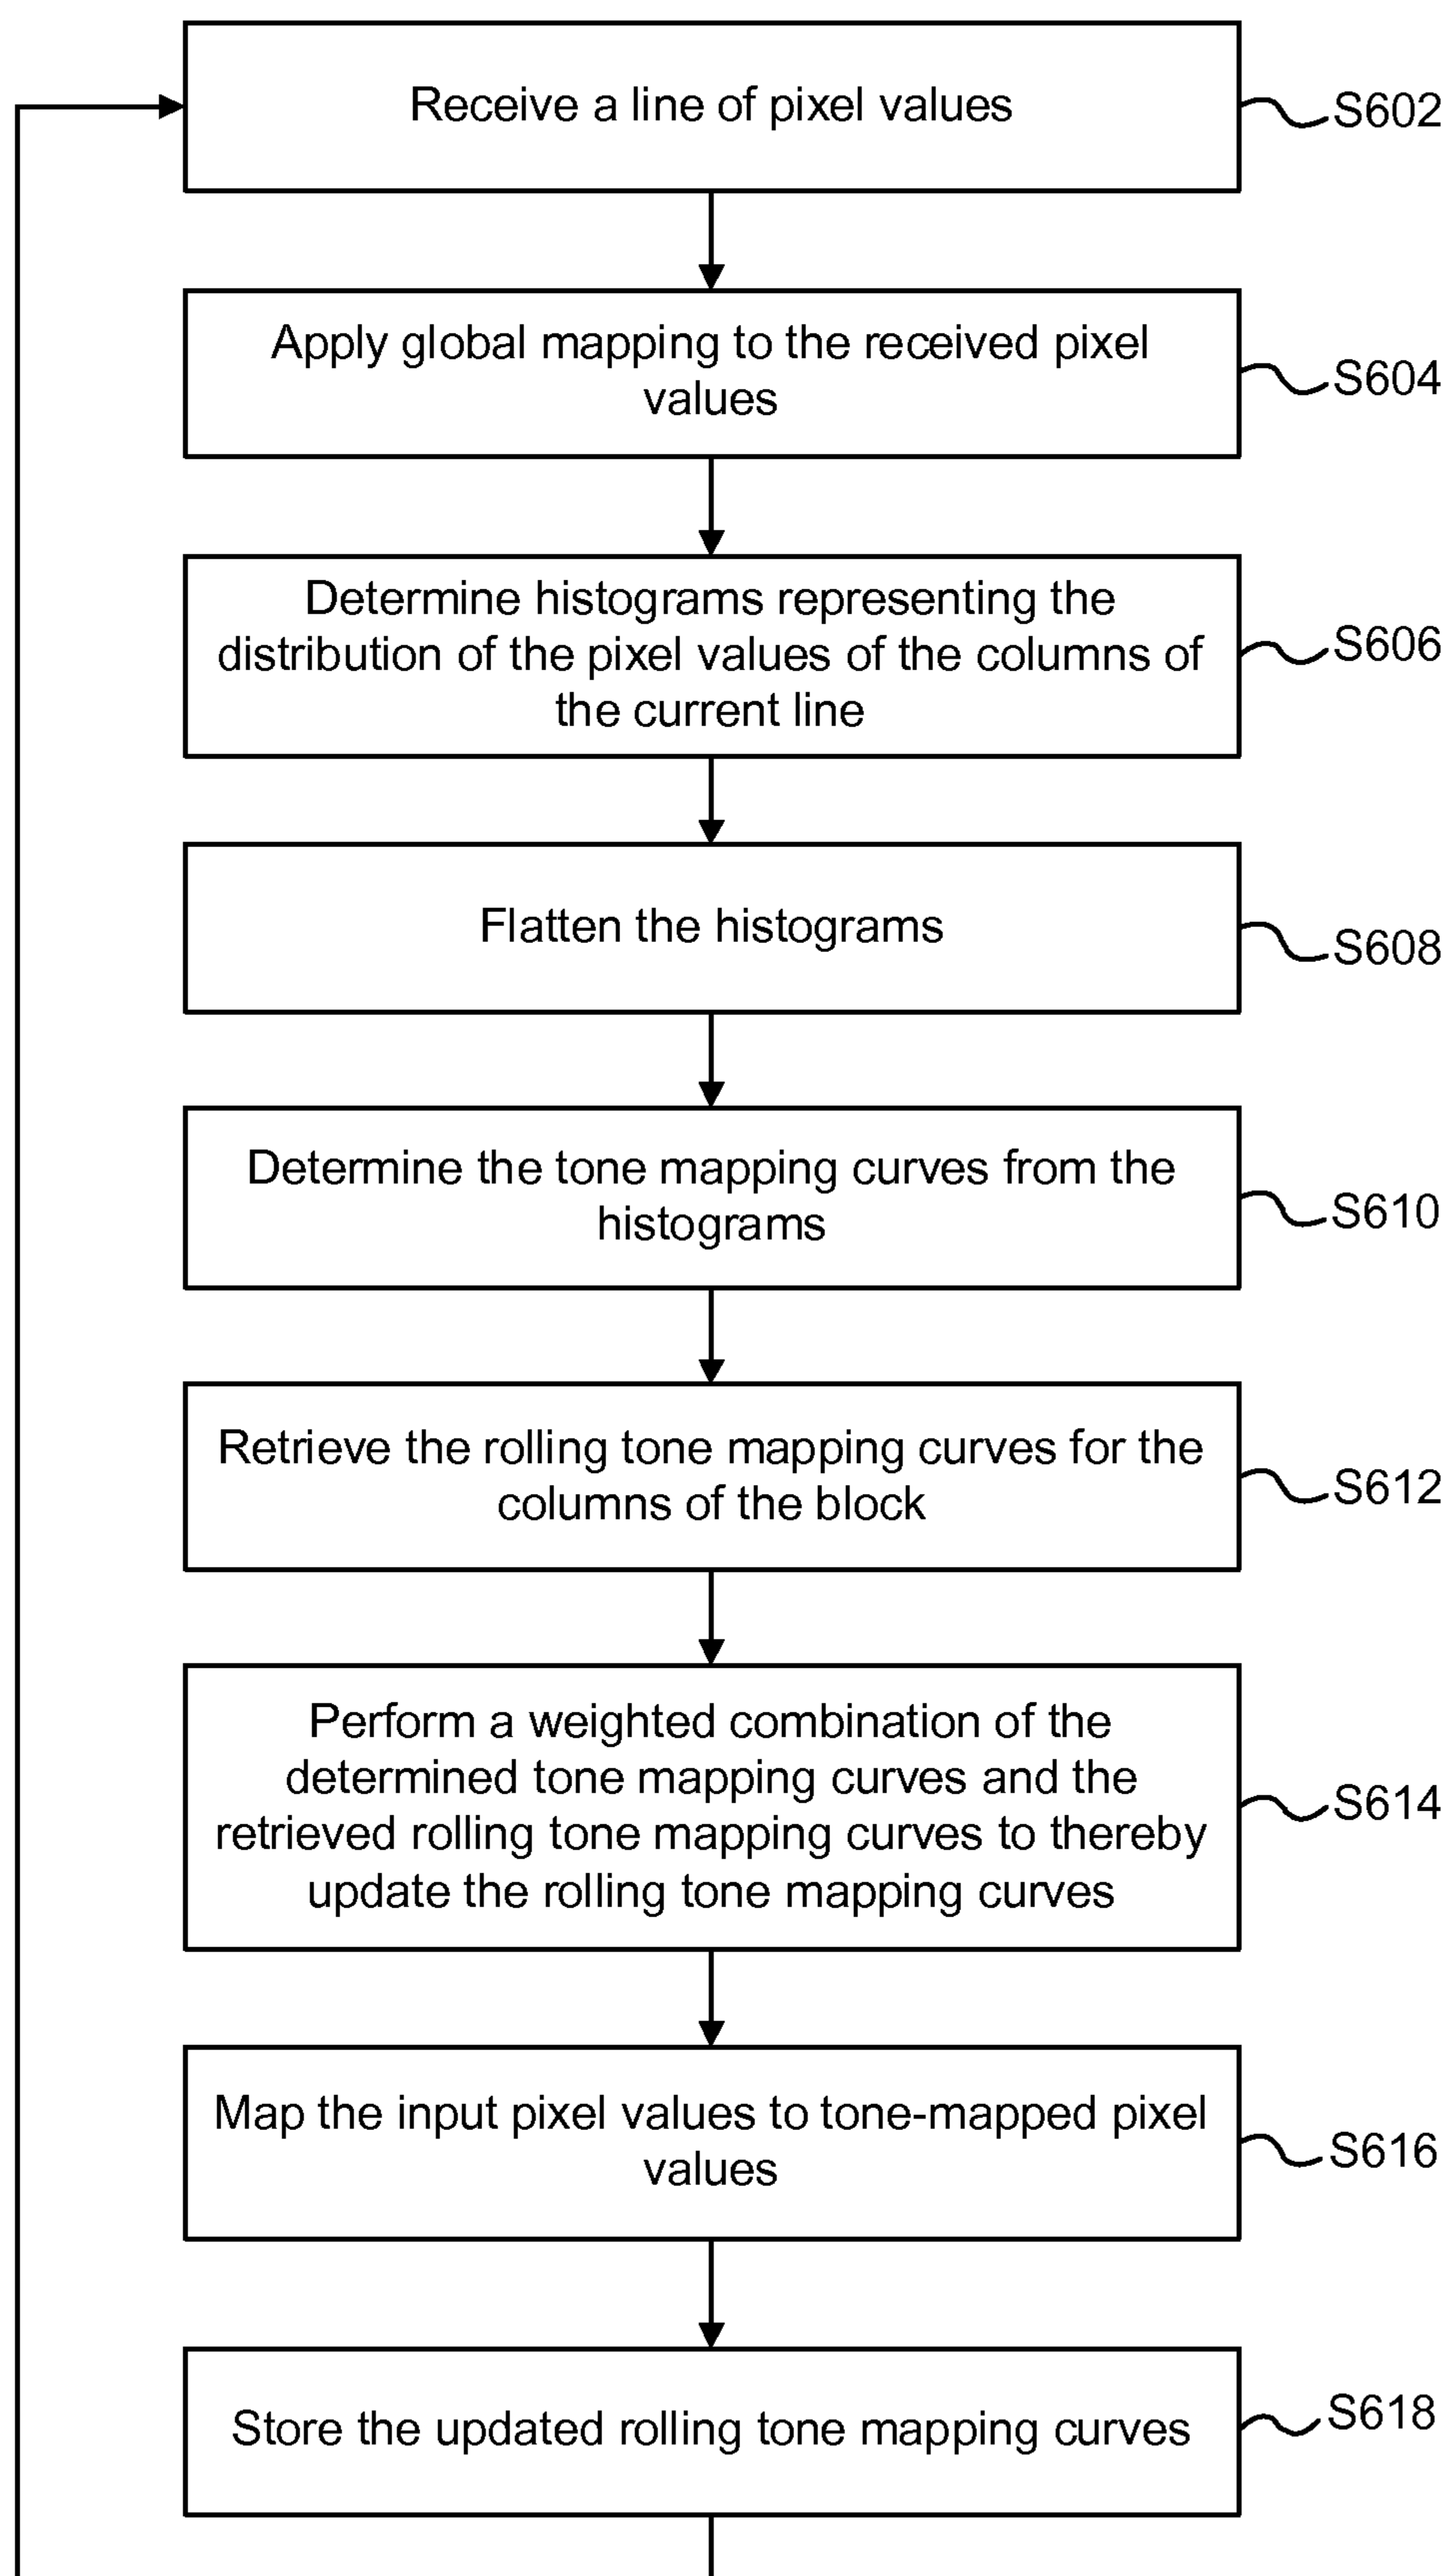 Receive a line of pixel values
S602
Apply global mapping to the received pixel
values
S604
Determine histograms representing the
distribution of the pixel values of the columns of
the current line
S606
Flatten the histograms
S608
Determine the tone mapping curves from the
histograms
S610
Retrieve the rolling tone mapping curves for the
columns of the block
S612
Perform a weighted combination of the
determined tone mapping curves and the
retrieved rolling tone mapping curves to thereby
update the rolling tone mapping curves
S614
Map the input pixel values to tone-mapped pixel
values
S616
Store the updated rolling tone mapping curves
S618